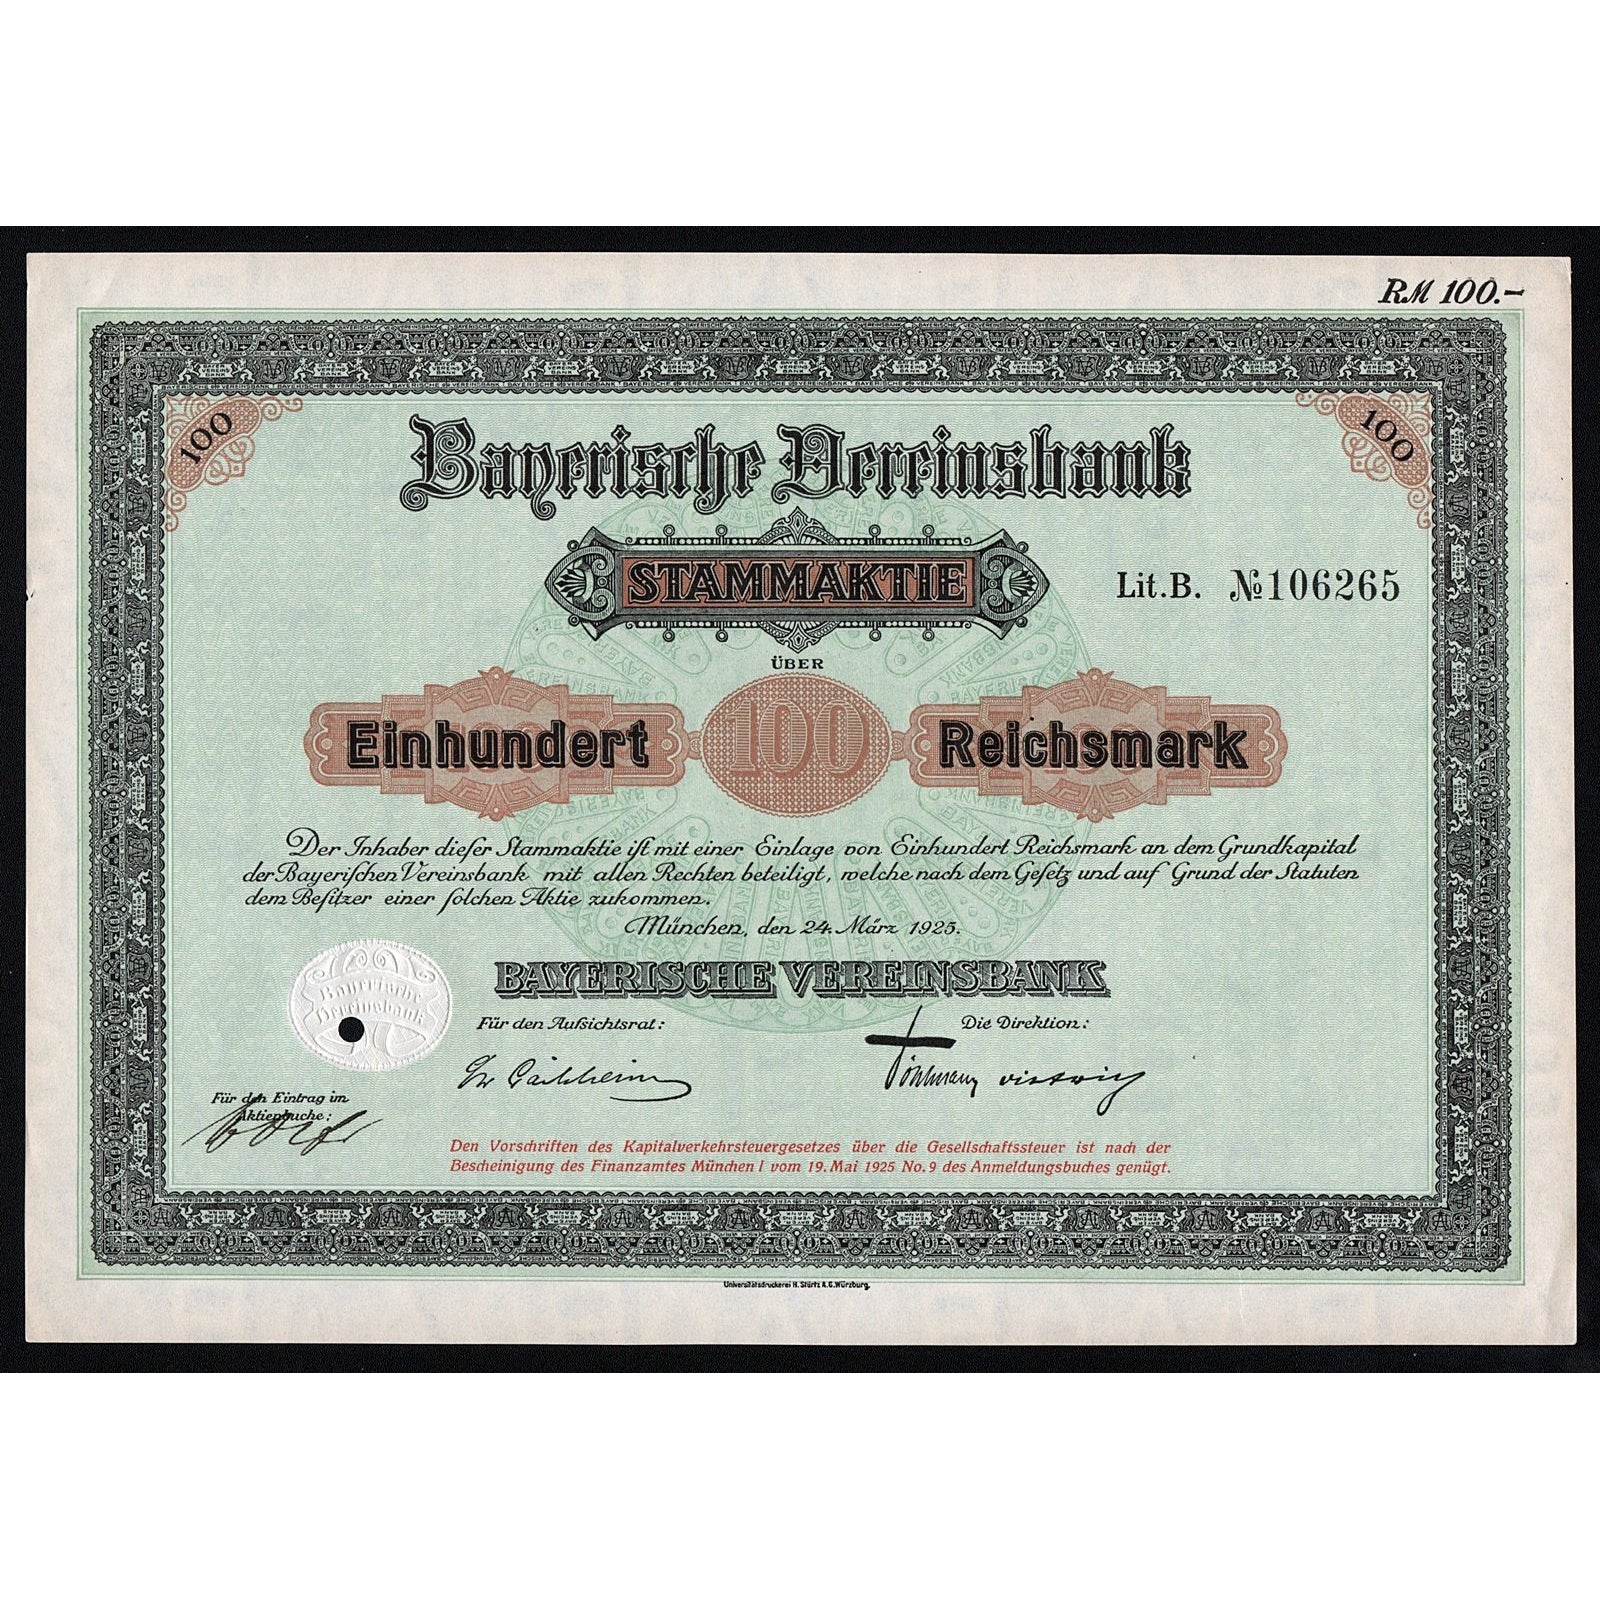 RM 100.–
100
100
Bayerische Vereinsbank
STAMMAKTIE
Lit. B. № 106265
ÜBER
Einhundert 100 Reichsmark
Der Inhaber dieſer Stammaktie iſt mit einer Einlage von Einhundert Reichsmark an dem Grundkapital
der Bayeriſchen Vereinsbank mit allen Rechten beteiligt, welche nach dem Geſetz und auf Grund der Statuten
dem Beſitzer einer ſolchen Aktie zukommen.
München, den 24. März 1925.
BAYERISCHE VEREINSBANK
Bayerische
Vereinsbank
Für den Aufsichtsrat:
Die Direktion:
Für den Eintrag im
Aktienbuche:
Den Vorschriften des Kapitalverkehrsteuergesetzes über die Gesellschaftssteuer ist nach der
Bescheinigung des Finanzamtes München I vom 19. Mai 1925 No. 9 des Anmeldungsbuches genügt.
Universitätsdruckerei H. Stürtz A.G. Würzburg.